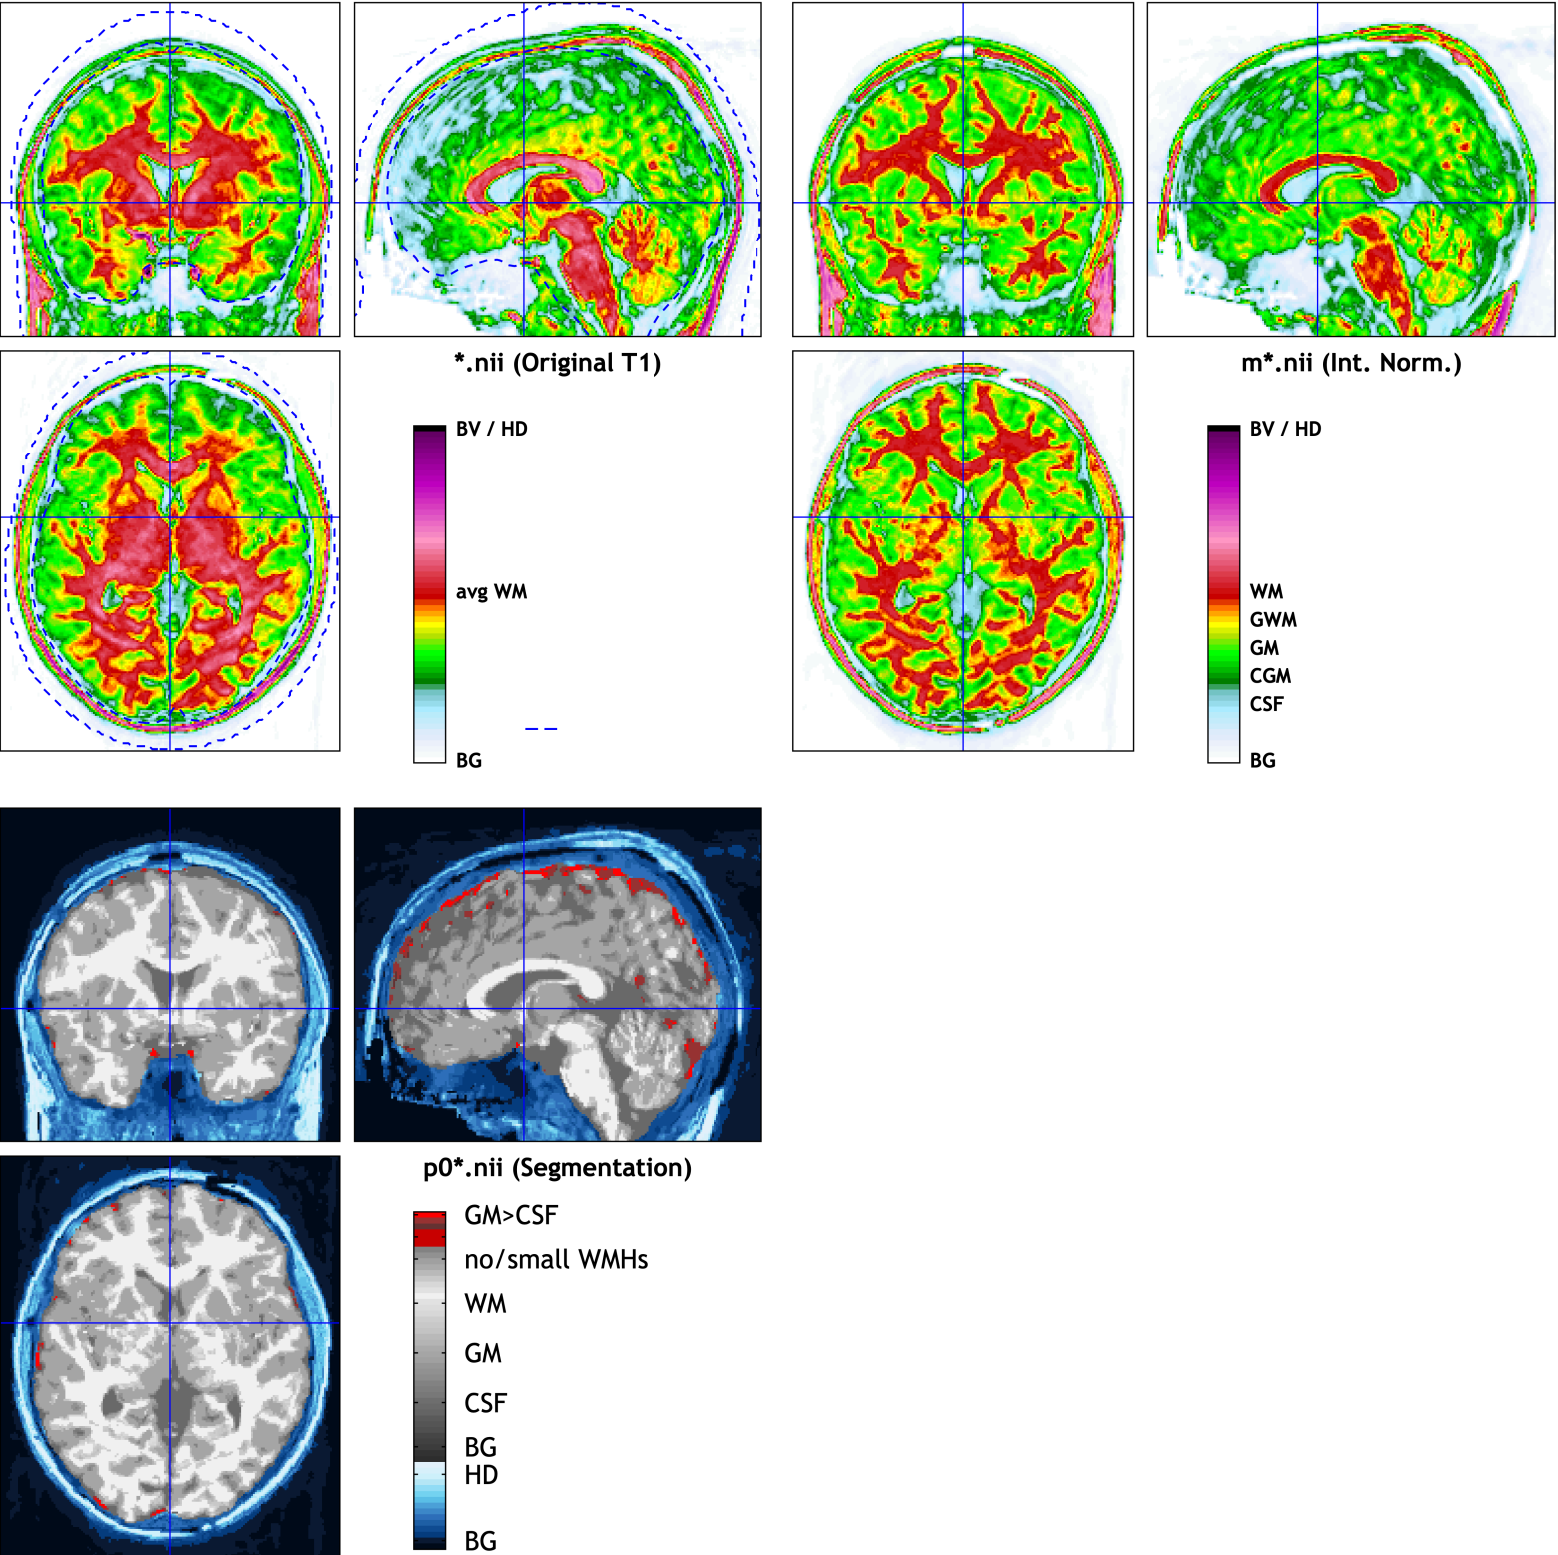 *.nii (Original T1)
BV / HD
avg WM
BG
m*.nii (Int. Norm.)
BV / HD
WM
GWM
GM
CGM
CSF
BG
p0*.nii (Segmentation)
GM>CSF
no/small WMHs
WM
GM
CSF
BG
HD
BG